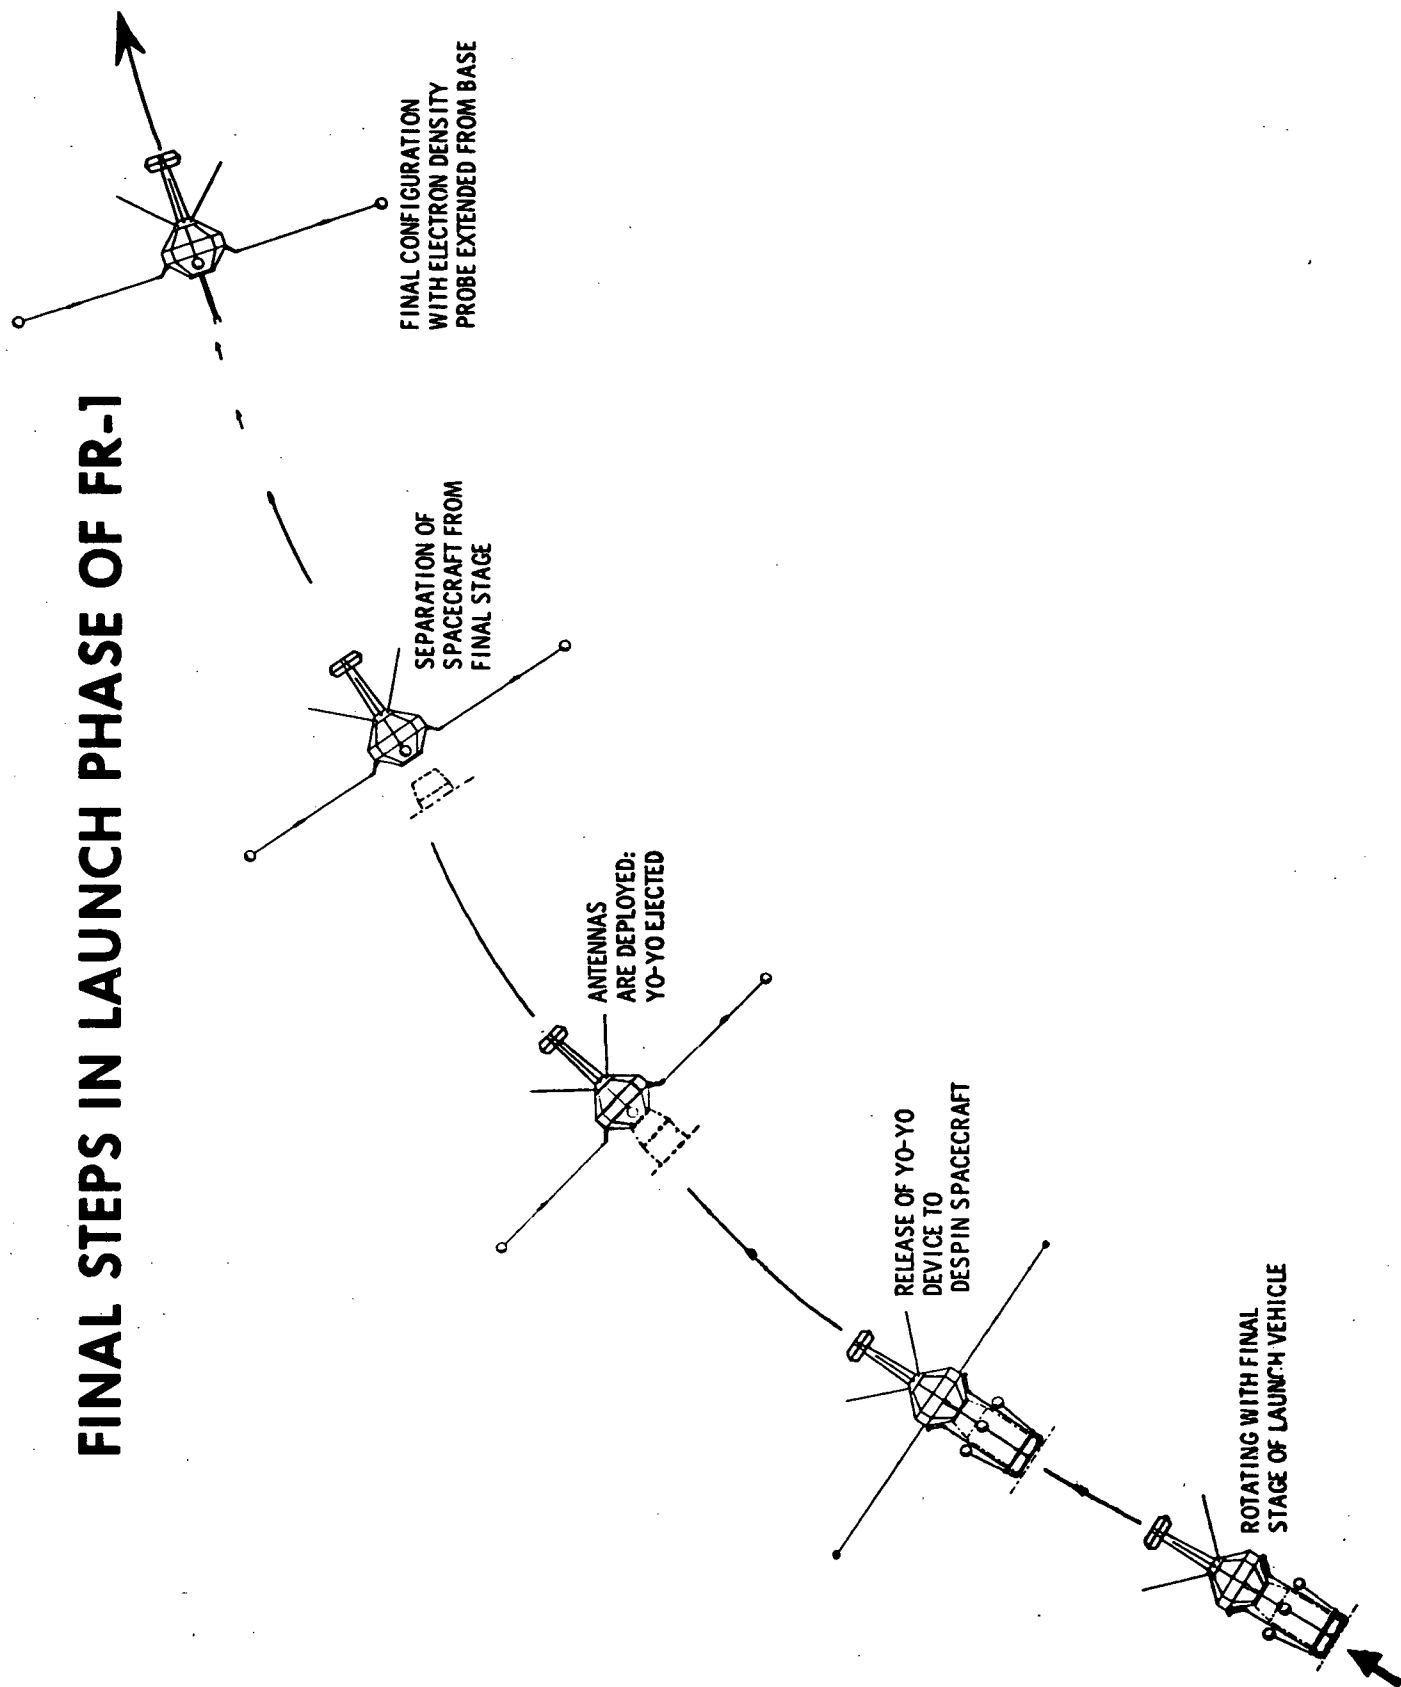 FINAL STEPS IN LAUNCH PHASE OF FR-1
ROTATING WITH FINAL
STAGE OF LAUNCH VEHICLE
RELEASE OF YO-YO
DEVICE TO
DESPIN SPACECRAFT
ANTENNAS
ARE DEPLOYED:
YO-YO EJECTED
SEPARATION OF
SPACECRAFT FROM
FINAL STAGE
FINAL CONFIGURATION
WITH ELECTRON DENSITY
PROBE EXTENDED FROM BASE